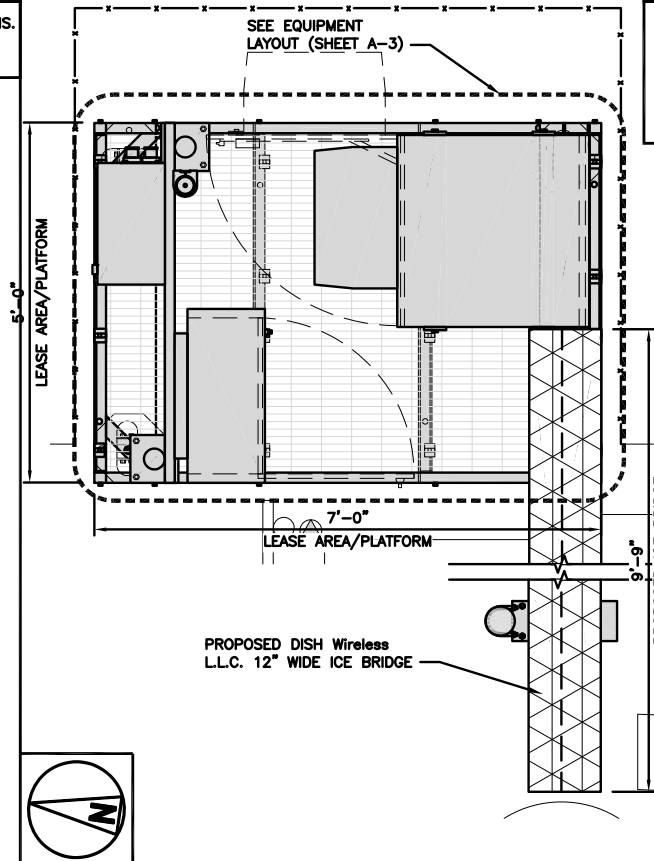 NS.
SEE EQUIPMENT
LAYOUT (SHEET A-3)
5'-0"
LEASE AREA/PLATFORM
7'-0"
LEASE AREA/PLATFORM
9'-9"
PROPOSED DISH Wireless
L.L.C. 12" WIDE ICE BRIDGE
N